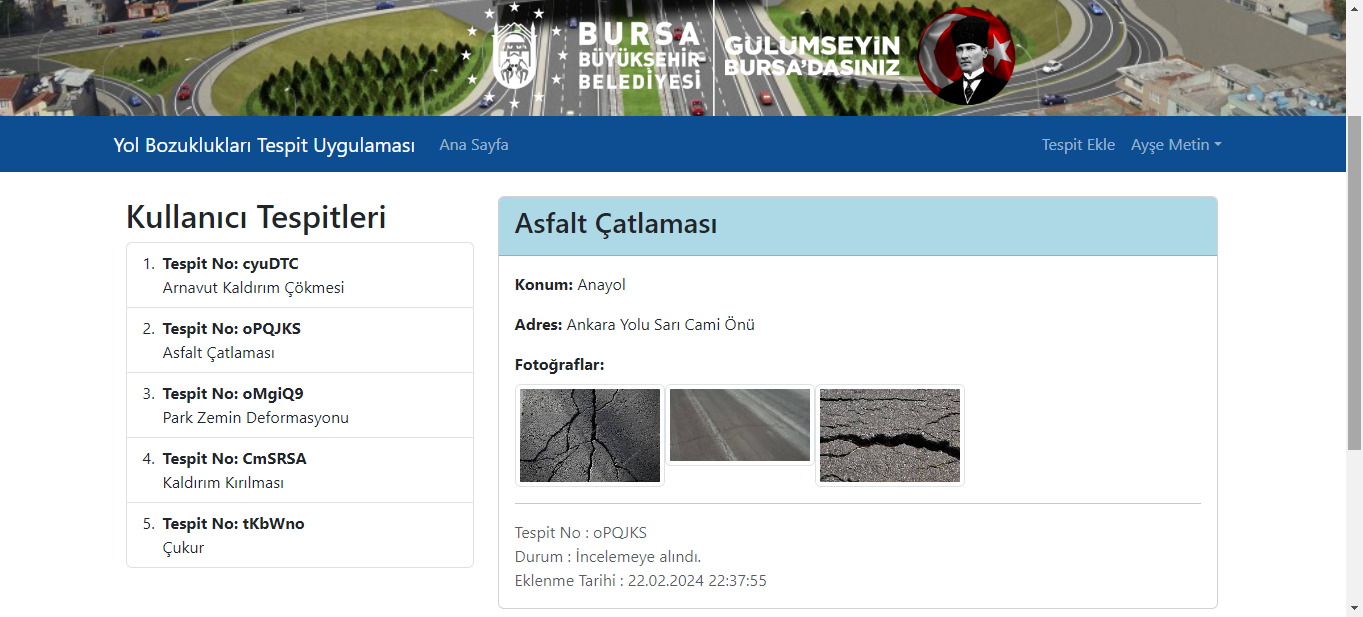 BURSA
BÜYÜKŞEHİR
BELEDİYESİ
GÜLÜMSEYİN
BURSA'DASINIZ
Yol Bozuklukları Tespit Uygulaması
Ana Sayfa
Tespit Ekle
Ayşe Metin
Kullanıcı Tespitleri
1. Tespit No: cyuDTC
Arnavut Kaldırım Çökmesi
2. Tespit No: oPQJKS
Asfalt Çatlaması
3. Tespit No: oMgiQ9
Park Zemin Deformasyonu
4. Tespit No: CmSRSA
Kaldırım Kırılması
5. Tespit No: tKbWno
Çukur
Asfalt Çatlaması
Konum: Anayol
Adres: Ankara Yolu Sarı Cami Önü
Fotoğraflar:
Tespit No : oPQJKS
Durum : İncelemeye alındı.
Eklenme Tarihi : 22.02.2024 22:37:55